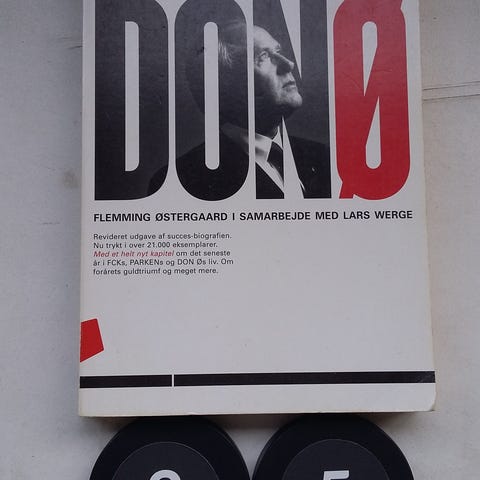 DONØ
FLEMMING ØSTERGAARD I SAMARBEJDE MED LARS WERGE
Revideret udgave af succes-biografien.
Nu trykt i over 21.000 eksemplarer.
Med et helt nyt kapitel om det seneste
år i FCKs, PARKENs og DON Øs liv. Om
forårets guldtriumf og meget mere.